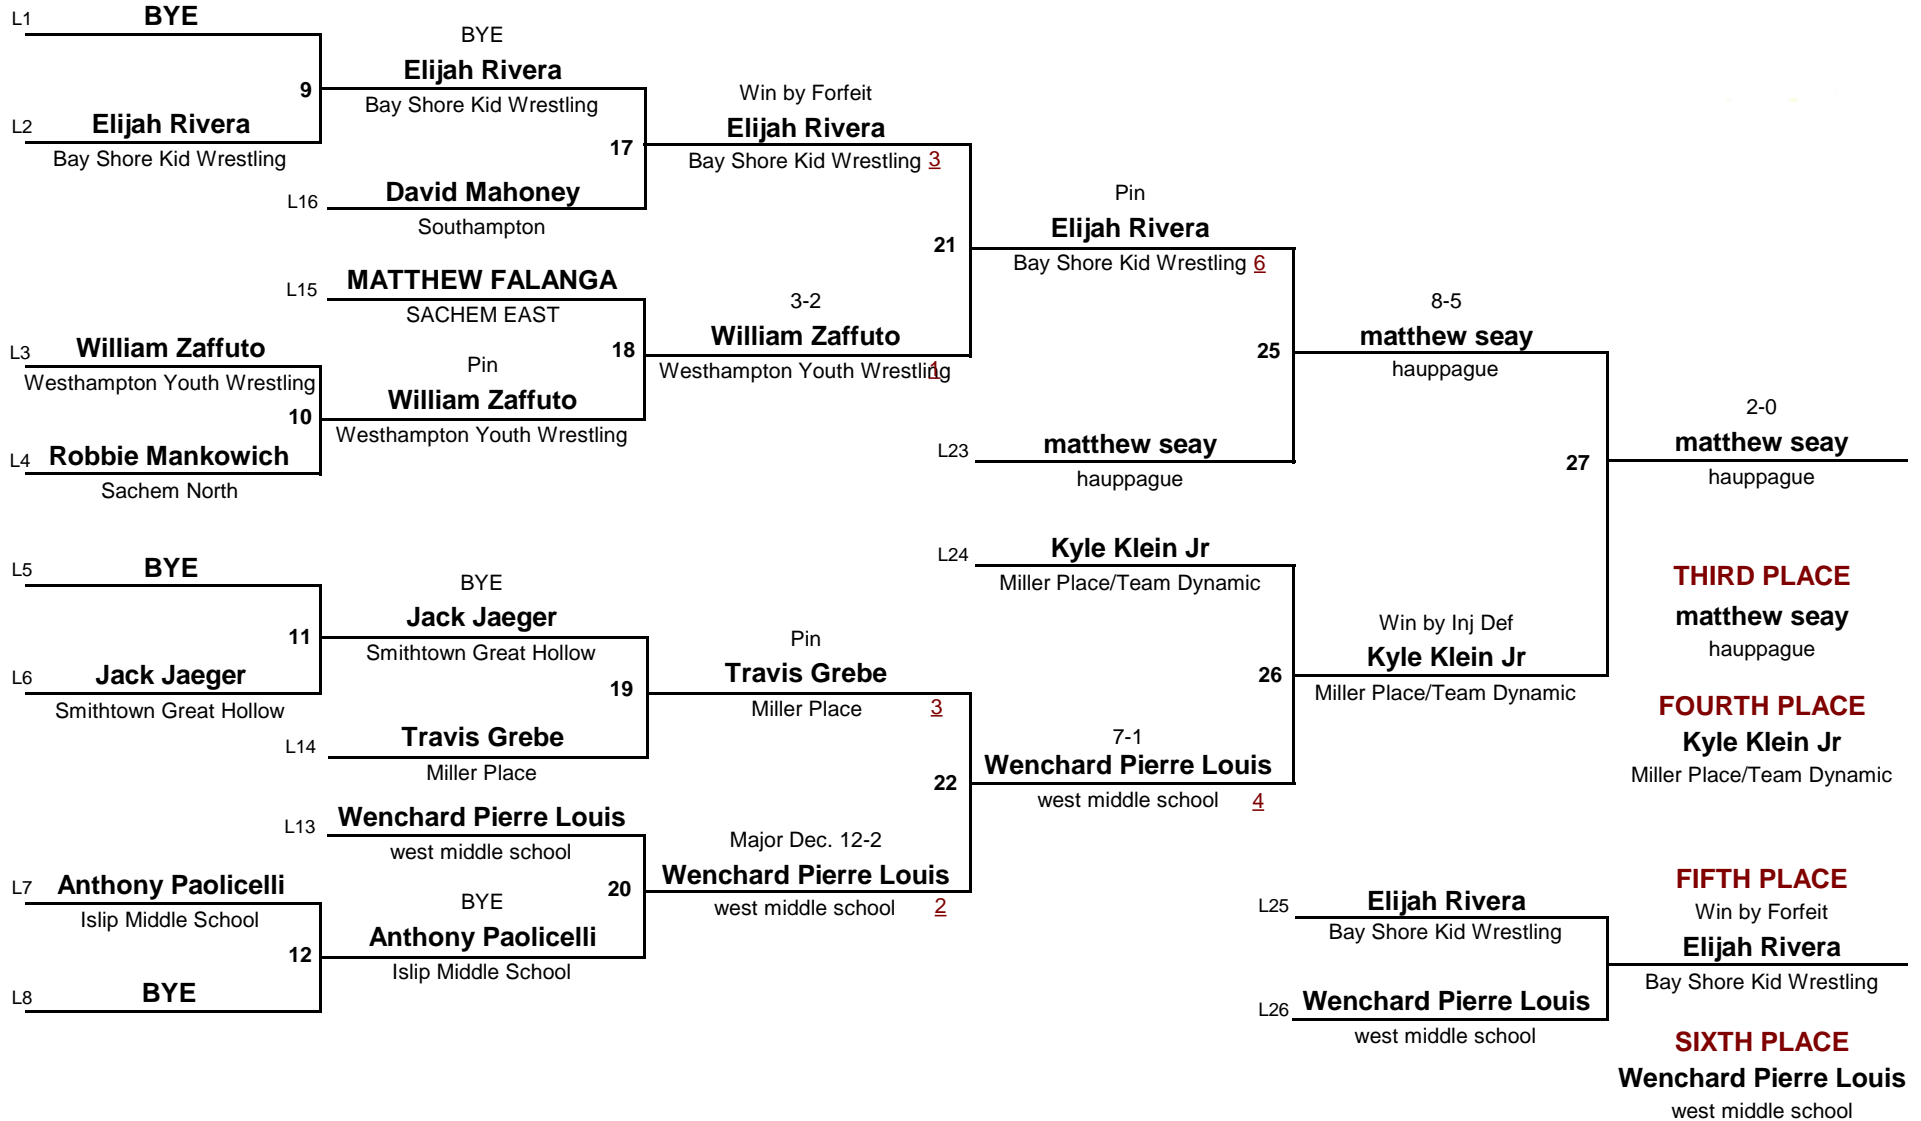 L1
BYE
9
L2
Elijah Rivera
Bay Shore Kid Wrestling
BYE
Elijah Rivera
Bay Shore Kid Wrestling
17
L16
David Mahoney
Southampton
Win by Forfeit
Elijah Rivera
Bay Shore Kid Wrestling 3
21
L15
MATTHEW FALANGA
SACHEM EAST
18
L3
William Zaffuto
Westhampton Youth Wrestling
10
L4
Robbie Mankowich
Sachem North
Pin
William Zaffuto
Westhampton Youth Wrestling
3-2
William Zaffuto
Westhampton Youth Wrestling 1
Pin
Elijah Rivera
Bay Shore Kid Wrestling 6
25
L23
matthew seay
hauppague
8-5
matthew seay
hauppague
27
2-0
matthew seay
hauppague
L5
BYE
11
L6
Jack Jaeger
Smithtown Great Hollow
BYE
Jack Jaeger
Smithtown Great Hollow
19
L14
Travis Grebe
Miller Place
Pin
Travis Grebe
Miller Place 3
22
L13
Wenchard Pierre Louis
west middle school
20
L7
Anthony Paolicelli
Islip Middle School
12
L8
BYE
BYE
Anthony Paolicelli
Islip Middle School
Major Dec. 12-2
Wenchard Pierre Louis
west middle school 2
L24
Kyle Klein Jr
Miller Place/Team Dynamic
26
7-1
Wenchard Pierre Louis
west middle school 4
Win by Inj Def
Kyle Klein Jr
Miller Place/Team Dynamic
THIRD PLACE
matthew seay
hauppague
FOURTH PLACE
Kyle Klein Jr
Miller Place/Team Dynamic
L25
Elijah Rivera
Bay Shore Kid Wrestling
L26
Wenchard Pierre Louis
west middle school
FIFTH PLACE
Win by Forfeit
Elijah Rivera
Bay Shore Kid Wrestling
SIXTH PLACE
Wenchard Pierre Louis
west middle school